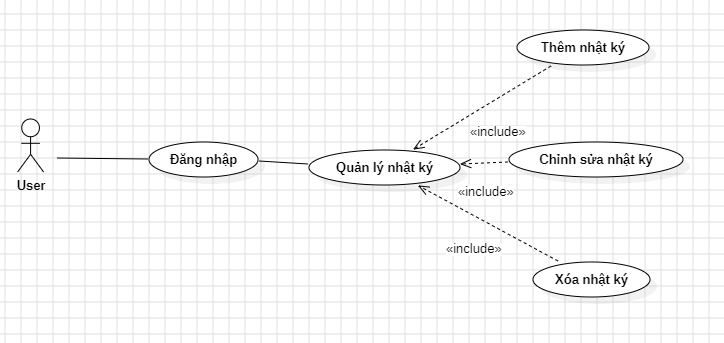 Thêm nhật ký
«include»
Đăng nhập
Quản lý nhật ký
Chỉnh sửa nhật ký
User
«include»
«include»
Xóa nhật ký